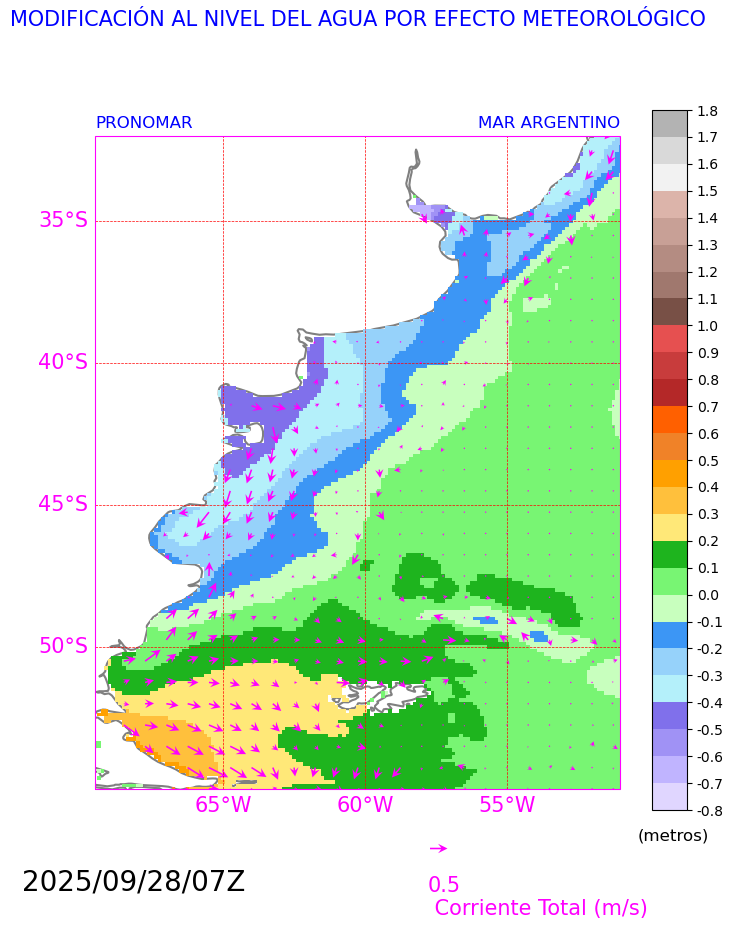 MODIFICACIÓN AL NIVEL DEL AGUA POR EFECTO METEOROLÓGICO
PRONOMAR MAR ARGENTINO
35°S
40°S
45°S
50°S
65°W 60°W 55°W
1.8
1.7
1.6
1.5
1.4
1.3
1.2
1.1
1.0
0.9
0.8
0.7
0.6
0.5
0.4
0.3
0.2
0.1
0.0
-0.1
-0.2
-0.3
-0.4
-0.5
-0.6
-0.7
-0.8
(metros)
2025/09/28/07Z
0.5
Corriente Total (m/s)